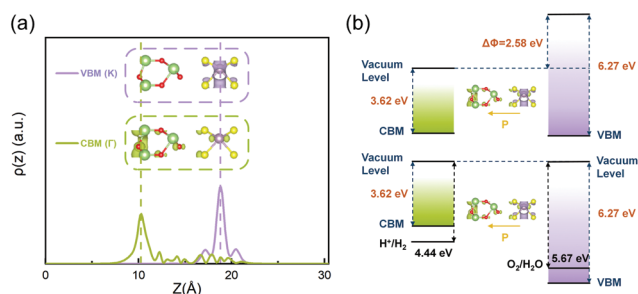 (a)
VBM (K)
CBM (Γ)
ρ(z) (a.u.)
0
10
20
30
Z(Å)
(b)
ΔΦ=2.58 eV
Vacuum
Level
3.62 eV
6.27 eV
CBM
P
VBM
Vacuum
Level
Vacuum
Level
3.62 eV
6.27 eV
CBM
P
H⁺/H₂
4.44 eV
O₂/H₂O
5.67 eV
VBM